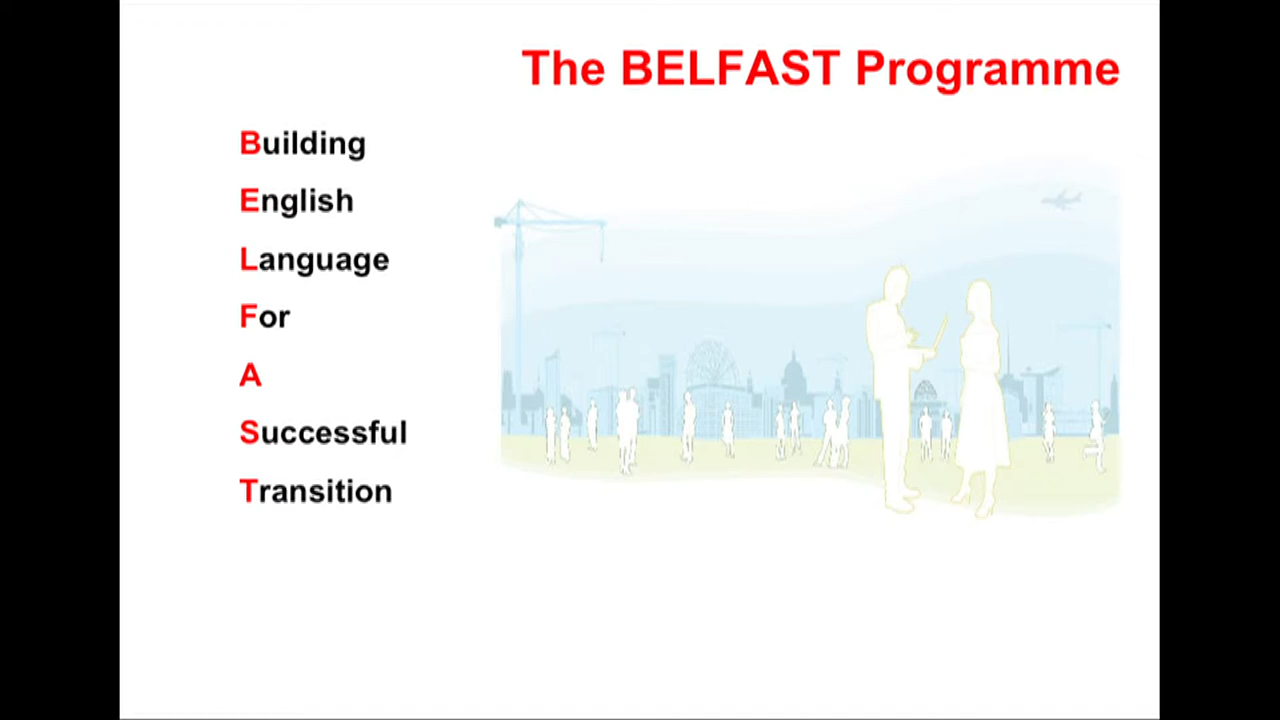 The BELFAST Programme
Building
English
Language
For
A
Successful
Transition